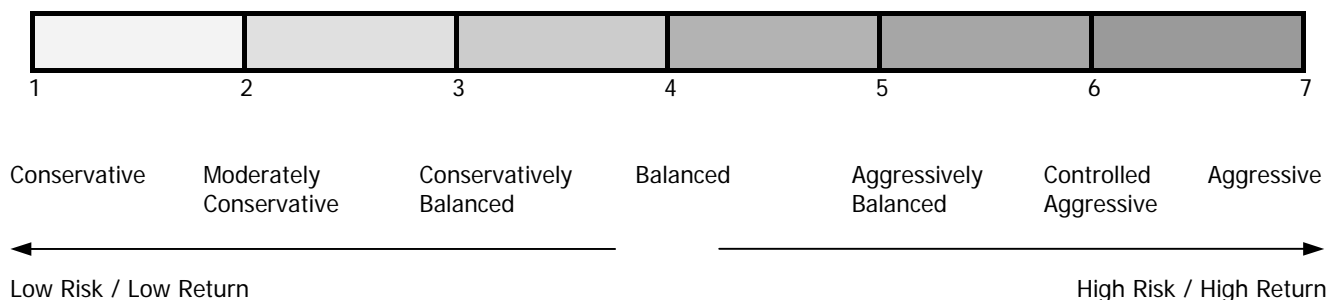 1 2 3 4 5 6 7
Conservative Moderately Conservatively Balanced Aggressively Controlled Aggressive
Conservative Balanced Balanced Aggressive
Low Risk / Low Return High Risk / High Return